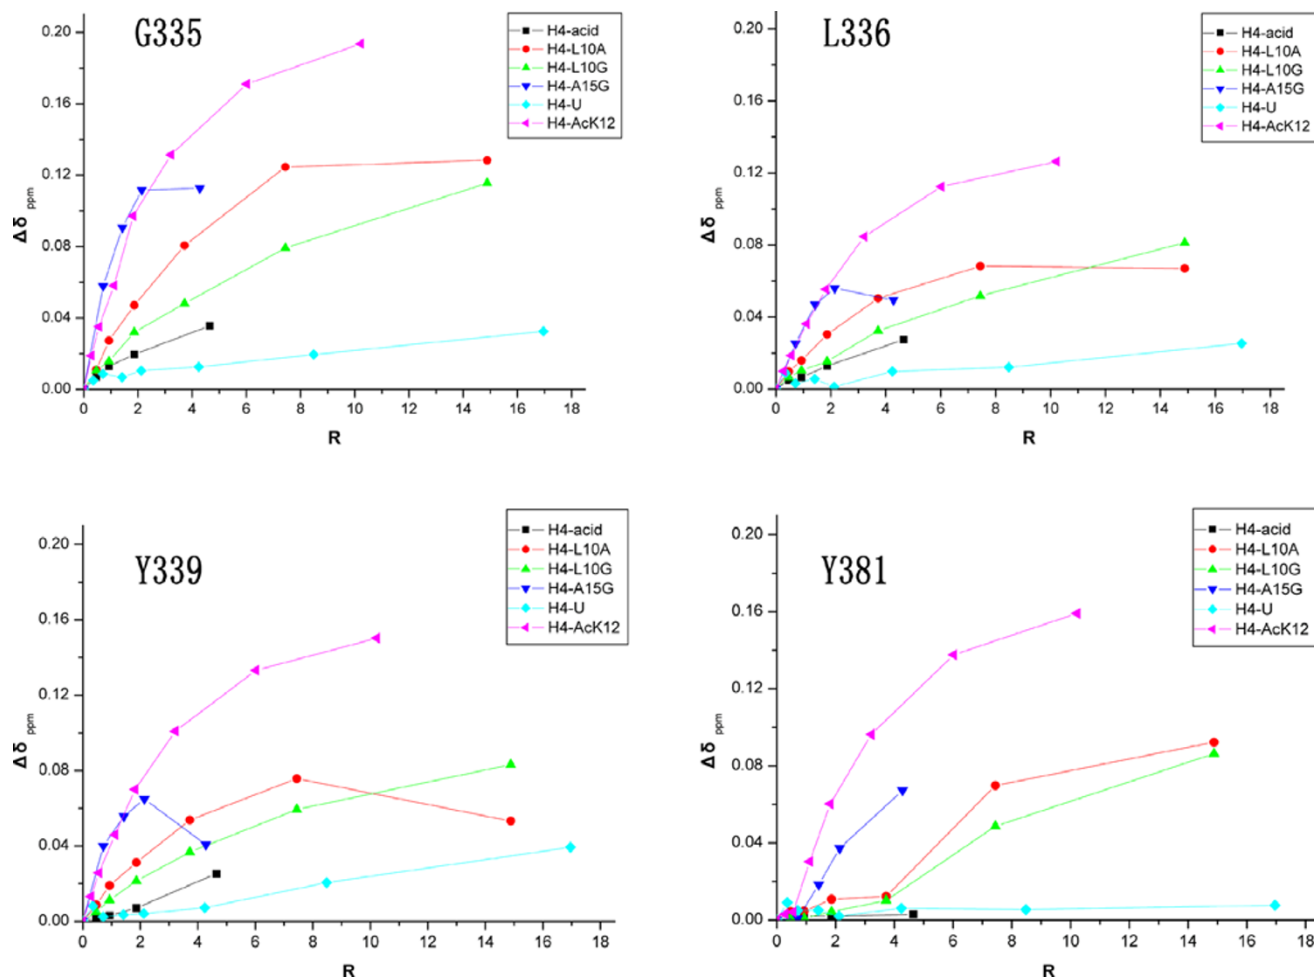 G335
H4-acid
H4-L10A
H4-L10G
H4-A15G
H4-U
H4-AcK12
0.20
0.16
0.12
0.08
0.04
0.00
Δδ ppm
0 2 4 6 8 10 12 14 16 18
R
L336
H4-acid
H4-L10A
H4-L10G
H4-A15G
H4-U
H4-AcK12
0.20
0.16
0.12
0.08
0.04
0.00
Δδ ppm
0 2 4 6 8 10 12 14 16 18
R
Y339
H4-acid
H4-L10A
H4-L10G
H4-A15G
H4-U
H4-AcK12
0.20
0.16
0.12
0.08
0.04
0.00
Δδ ppm
0 2 4 6 8 10 12 14 16 18
R
Y381
H4-acid
H4-L10A
H4-L10G
H4-A15G
H4-U
H4-AcK12
0.20
0.16
0.12
0.08
0.04
0.00
Δδ ppm
0 2 4 6 8 10 12 14 16 18
R